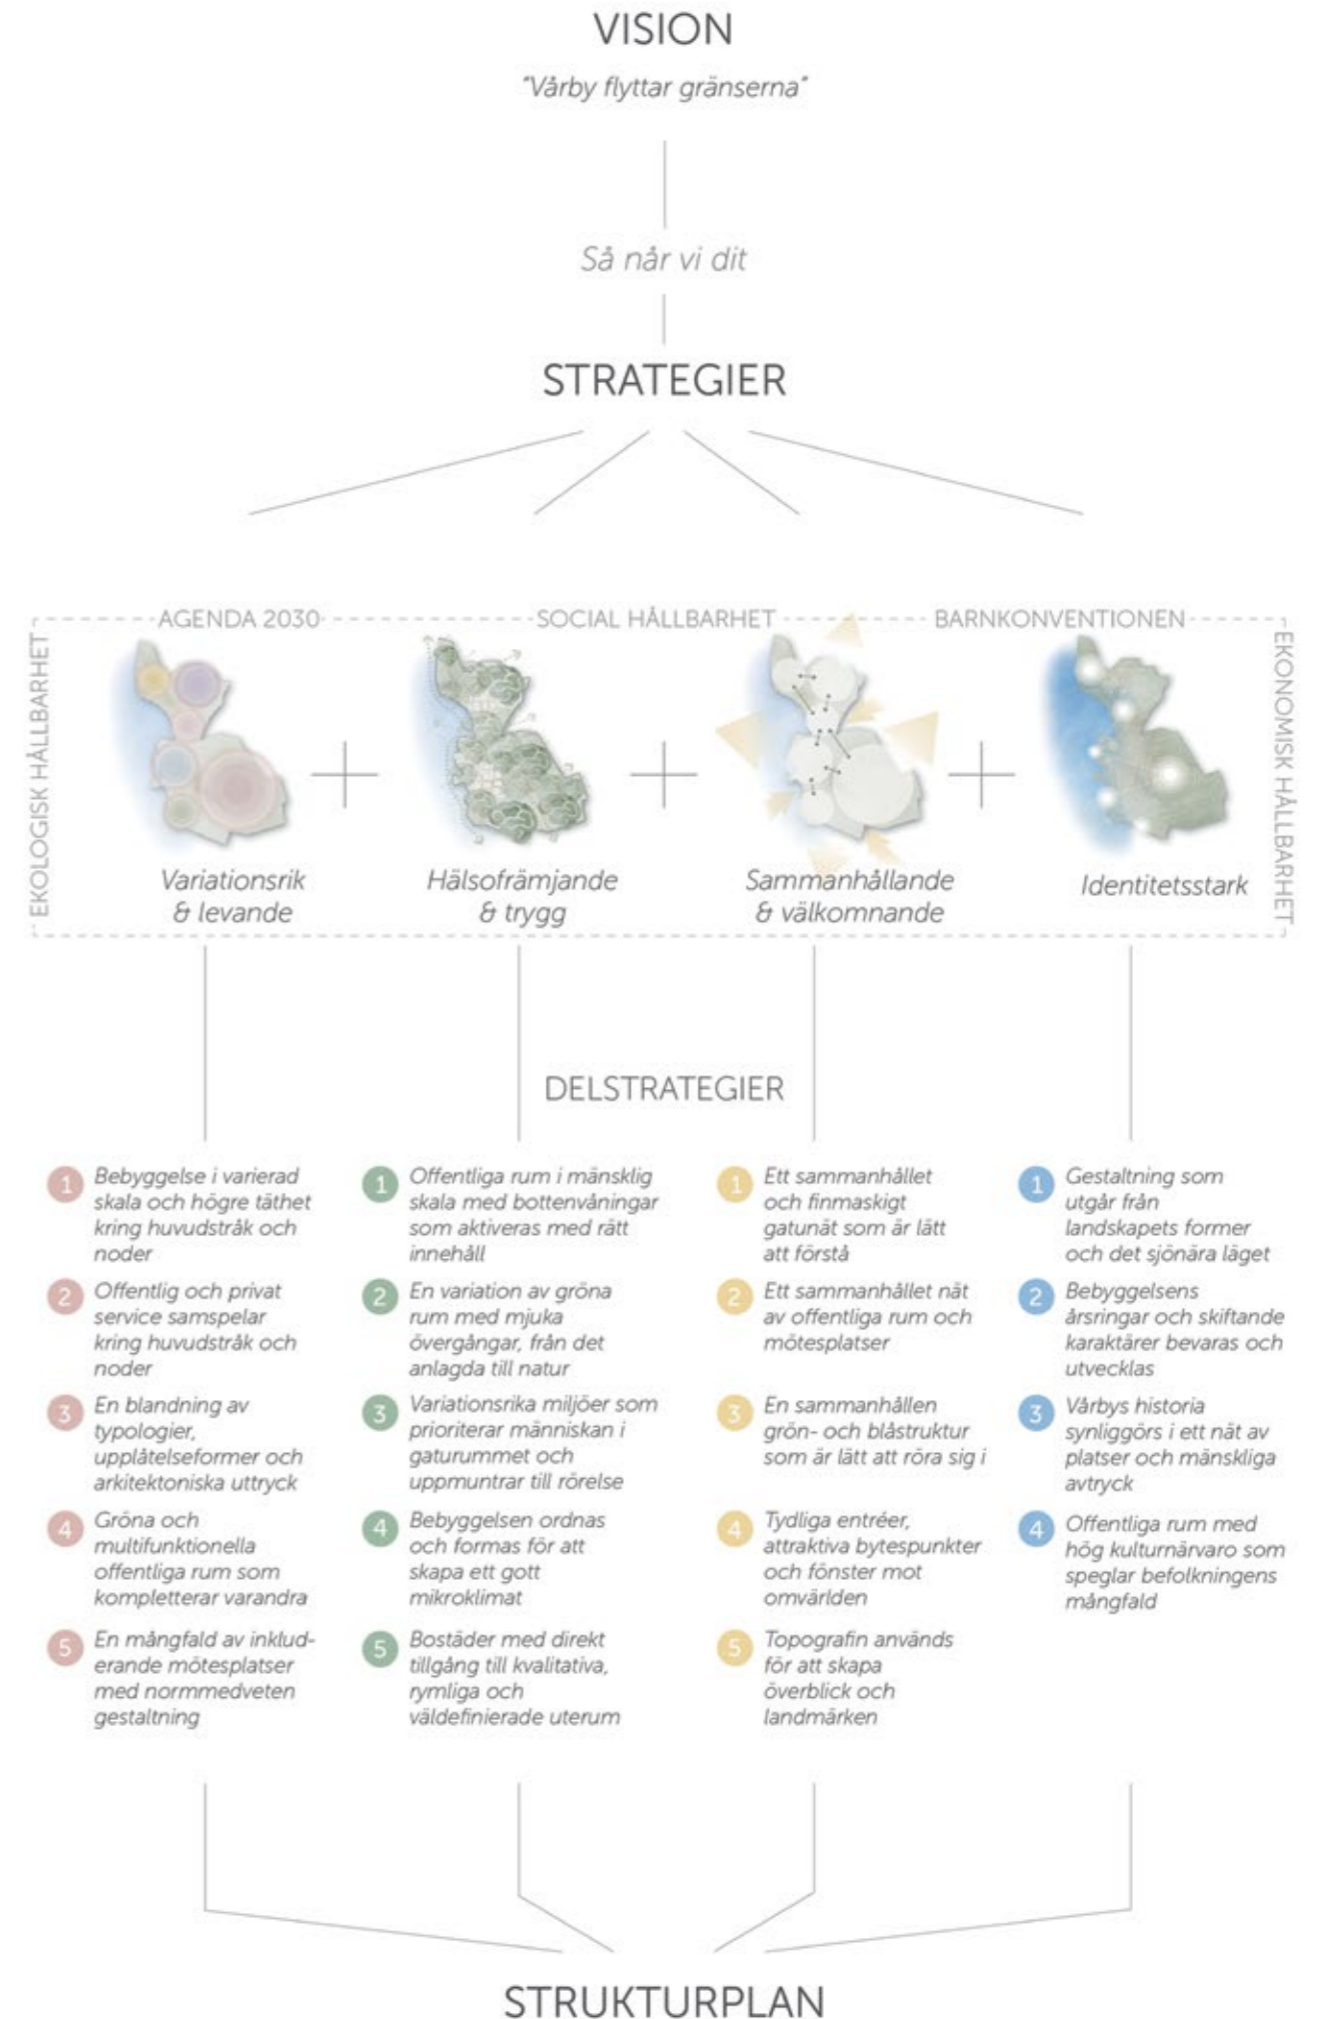 VISION
"Vårby flyttar gränserna"
Så når vi dit
STRATEGIER
AGENDA 2030
SOCIAL HÅLLBARHET
BARNKONVENTIONEN
EKOLOGISK HÅLLBARHET
EKONOMISK HÅLLBARHET
Variationsrik
& levande
Hälsofrämjande
& trygg
Sammanhållande
& välkomnande
Identitetsstark
DELSTRATEGIER
1 Bebyggelse i varierad
skala och högre täthet
kring huvudstråk och
noder
2 Offentlig och privat
service samspelar
kring huvudstråk och
noder
3 En blandning av
typologier,
upplåtelseformer och
arkitektoniska uttryck
4 Gröna och
multifunktionella
offentliga rum som
kompletterar varandra
5 En mångfald av inklud-
erande mötesplatser
med normmedveten
gestaltning
1 Offentliga rum i mänsklig
skala med bottenvåningar
som aktiveras med rätt
innehåll
2 En variation av gröna
rum med mjuka
övergångar, från det
anlagda till natur
3 Variationsrika miljöer som
prioriterar människan i
gaturummet och
uppmuntrar till rörelse
4 Bebyggelsen ordnas
och formas för att
skapa ett gott
mikroklimat
5 Bostäder med direkt
tillgång till kvalitativa,
rymliga och
väldefinierade uterum
1 Ett sammanhållet
och finmaskigt
gatunät som är lätt
att förstå
2 Ett sammanhållet nät
av offentliga rum och
mötesplatser
3 En sammanhållen
grön- och blåstruktur
som är lätt att röra sig i
4 Tydliga entréer,
attraktiva bytespunkter
och fönster mot
omvärlden
5 Topografin används
för att skapa
överblick och
landmärken
1 Gestaltning som
utgår från
landskapets former
och det sjönära läget
2 Bebyggelsens
årsringar och skiftande
karaktärer bevaras och
utvecklas
3 Vårbys historia
synliggörs i ett nät av
platser och mänskliga
avtryck
4 Offentliga rum med
hög kulturnärvaro som
speglar befolkningens
mångfald
STRUKTURPLAN